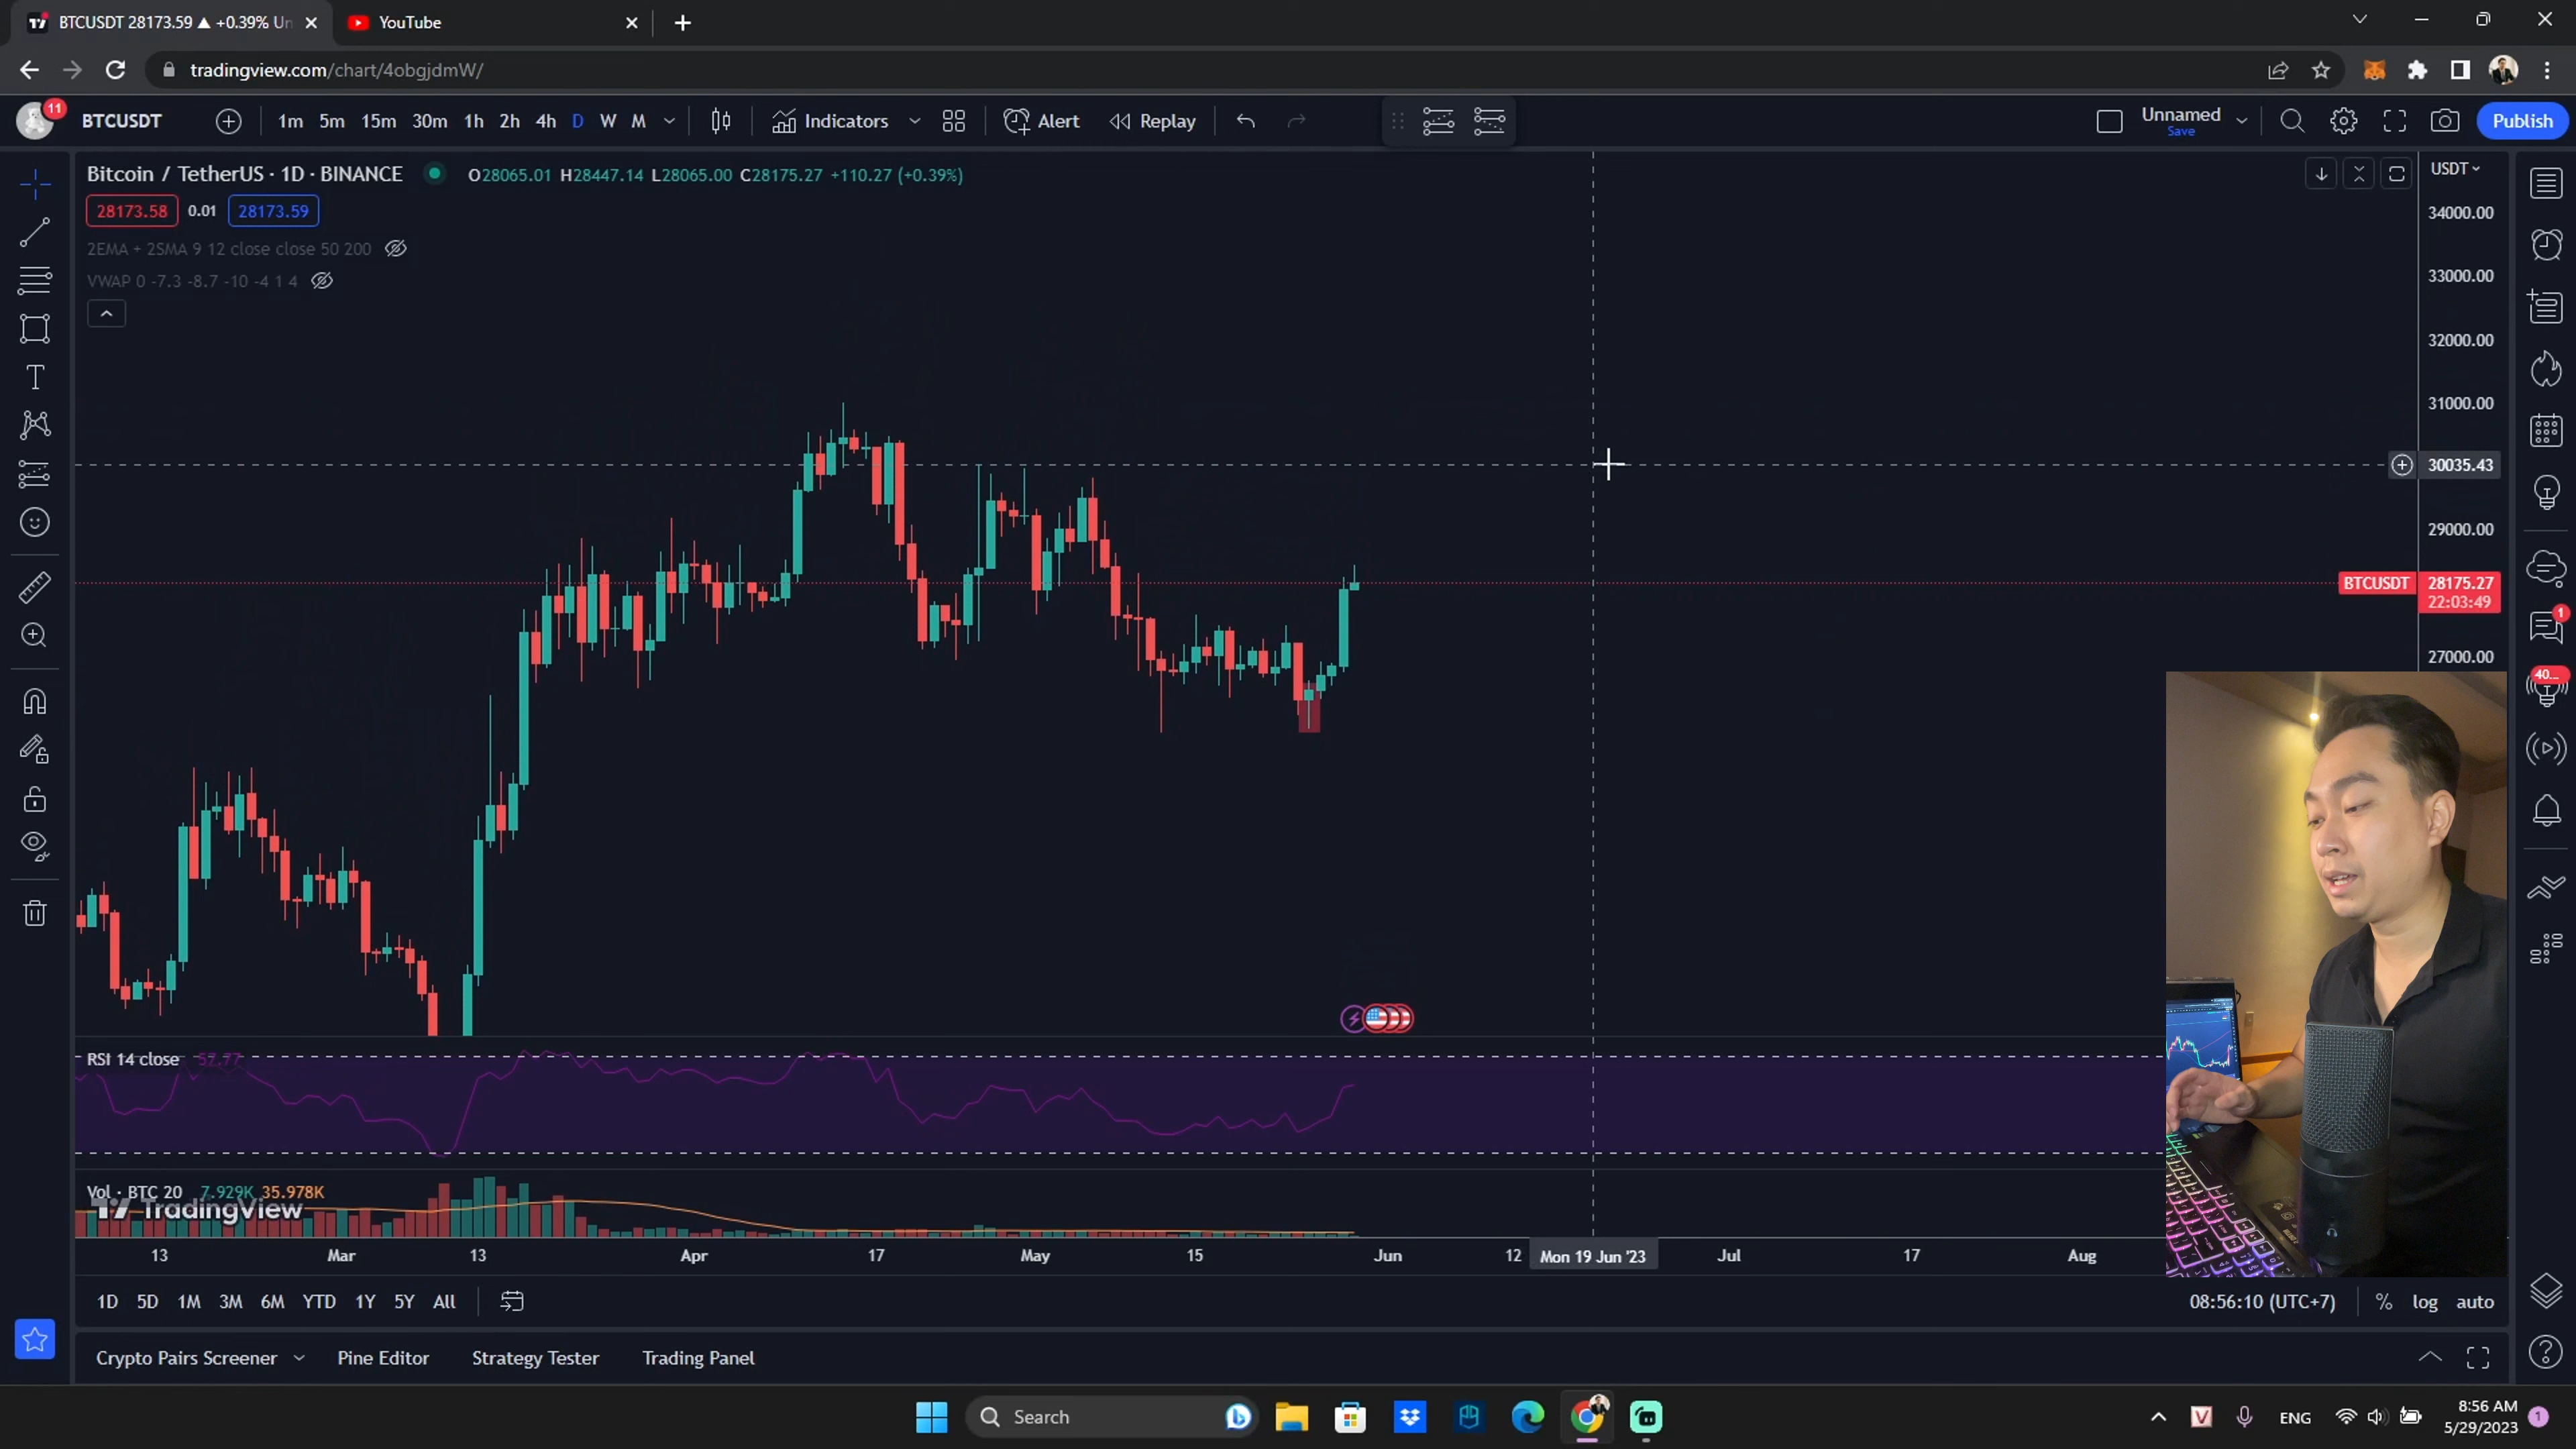 BTCUSDT 28173.59 ▲ +0.39% Un
YouTube
tradingview.com/chart/4obgjdmW/
11
BTCUSDT 1m 5m 15m 30m 1h 2h 4h D W M Indicators Alert Replay
Unnamed
Save
Publish
Bitcoin / TetherUS · 1D · BINANCE O28065.01 H28447.14 L28065.00 C28175.27 +110.27 (+0.39%)
USDT
28173.58 0.01 28173.59
2EMA + 2SMA 9 12 close close 50 200
VWAP 0 -7.3 -8.7 -10 -4 1 4
34000.00
33000.00
32000.00
31000.00
30035.43
29000.00
BTCUSDT 28175.27
22:03:49
27000.00
1
40...
RSI 14 close 57.77
Vol · BTC 20 7.929K 35.978K
TradingView
13 Mar 13 Apr 17 May 15 Jun 12 Mon 19 Jun '23 Jul 17 Aug
1D 5D 1M 3M 6M YTD 1Y 5Y All
08:56:10 (UTC+7) % log auto
Crypto Pairs Screener Pine Editor Strategy Tester Trading Panel
Search
ENG
8:56 AM
5/29/2023
1